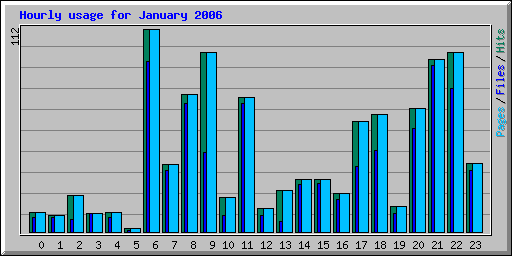 Hourly usage for January 2006
112
Pages/Files/Hits
0 1 2 3 4 5 6 7 8 9 10 11 12 13 14 15 16 17 18 19 20 21 22 23